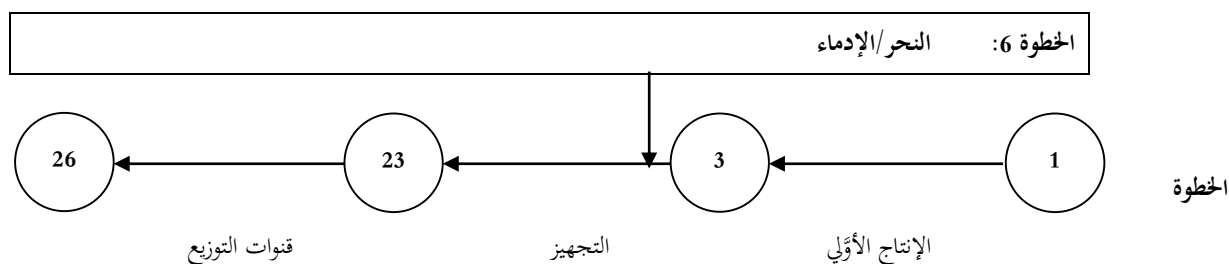 الخطوة 6: النحر/الإدماء
1 3 23 26
الخطوة
الإنتاج الأوَّلي التجهيز قنوات التوزيع